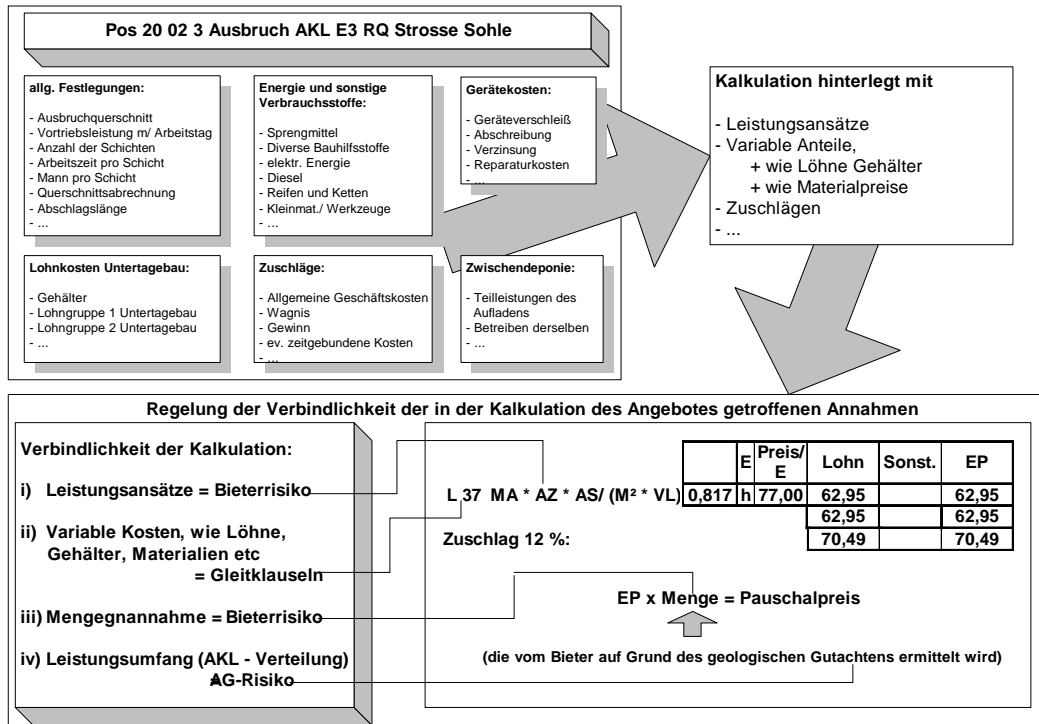 Pos 20 02 3 Ausbruch AKL E3 RQ Strosse Sohle
allg. Festlegungen:
- Ausbruchquerschnitt
- Vortriebsleistung m/ Arbeitstag
- Anzahl der Schichten
- Arbeitszeit pro Schicht
- Mann pro Schicht
- Querschnittsabrechnung
- Abschlagslänge
- ...
Energie und sonstige
Verbrauchsstoffe:
- Sprengmittel
- Diverse Bauhilfsstoffe
- elektr. Energie
- Diesel
- Reifen und Ketten
- Kleinmat./ Werkzeuge
- ...
Gerätekosten:
- Geräteverschleiß
- Abschreibung
- Verzinsung
- Reparaturkosten
- ...
Lohnkosten Untertagebau:
- Gehälter
- Lohngruppe 1 Untertagebau
- Lohngruppe 2 Untertagebau
- ...
Zuschläge:
- Allgemeine Geschäftskosten
- Wagnis
- Gewinn
- ev. zeitgebundene Kosten
- ...
Zwischendeponie:
- Teilleistungen des
Aufladens
- Betreiben derselben
- ...
Kalkulation hinterlegt mit
- Leistungsansätze
- Variable Anteile,
+ wie Löhne Gehälter
+ wie Materialpreise
- Zuschlägen
- ...
Regelung der Verbindlichkeit der in der Kalkulation des Angebotes getroffenen Annahmen
Verbindlichkeit der Kalkulation:
i) Leistungsansätze = Bieterrisiko
ii) Variable Kosten, wie Löhne,
Gehälter, Materialien etc
= Gleitklauseln
iii) Mengegnannahme = Bieterrisiko
iv) Leistungsumfang (AKL - Verteilung)
= AG-Risiko
E Preis/ E Lohn Sonst. EP
L 37 MA * AZ * AS/ (M² * VL) 0,817 h 77,00 62,95 62,95
62,95 62,95
Zuschlag 12 %: 70,49 70,49
EP x Menge = Pauschalpreis
(die vom Bieter auf Grund des geologischen Gutachtens ermittelt wird)